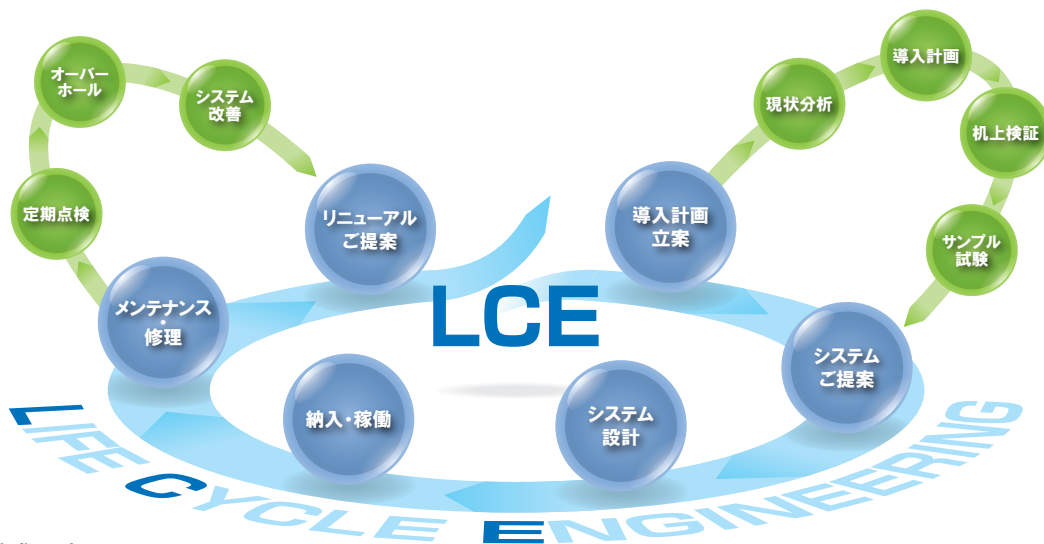 オーバー
ホール
システム
改善
定期点検
リニューアル
ご提案
メンテナンス
・
修理
納入・稼働
LCE
導入計画
立案
現状分析
導入計画
机上検証
サンプル
試験
システム
ご提案
システム
設計
LIFE CYCLE ENGINEERING